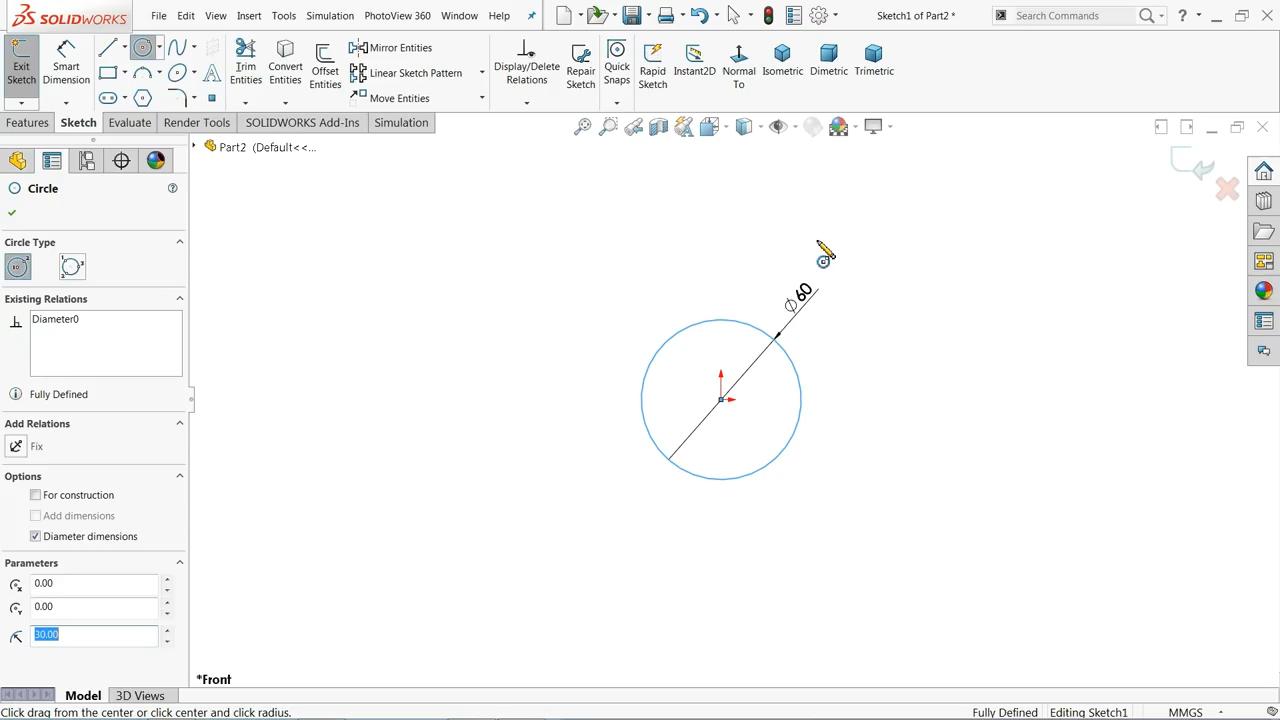 SOLIDWORKS
File Edit View Insert Tools Simulation PhotoView 360 Window Help
Sketch1 of Part2 *
Search Commands
Exit Sketch
Smart Dimension
Trim Entities
Convert Entities
Offset Entities
Mirror Entities
Linear Sketch Pattern
Move Entities
Display/Delete Relations
Repair Sketch
Quick Snaps
Rapid Sketch
Instant2D
Normal To
Isometric
Dimetric
Trimetric
Features Sketch Evaluate Render Tools SOLIDWORKS Add-Ins Simulation
Part2 (Default<<...
Circle
Circle Type
Existing Relations
Diameter0
Fully Defined
Add Relations
Fix
Options
For construction
Add dimensions
Diameter dimensions
Parameters
0.00
0.00
30.00
∅60
*Front
Model 3D Views
Click drag from the center or click center and click radius.
Fully Defined Editing Sketch1 MMGS